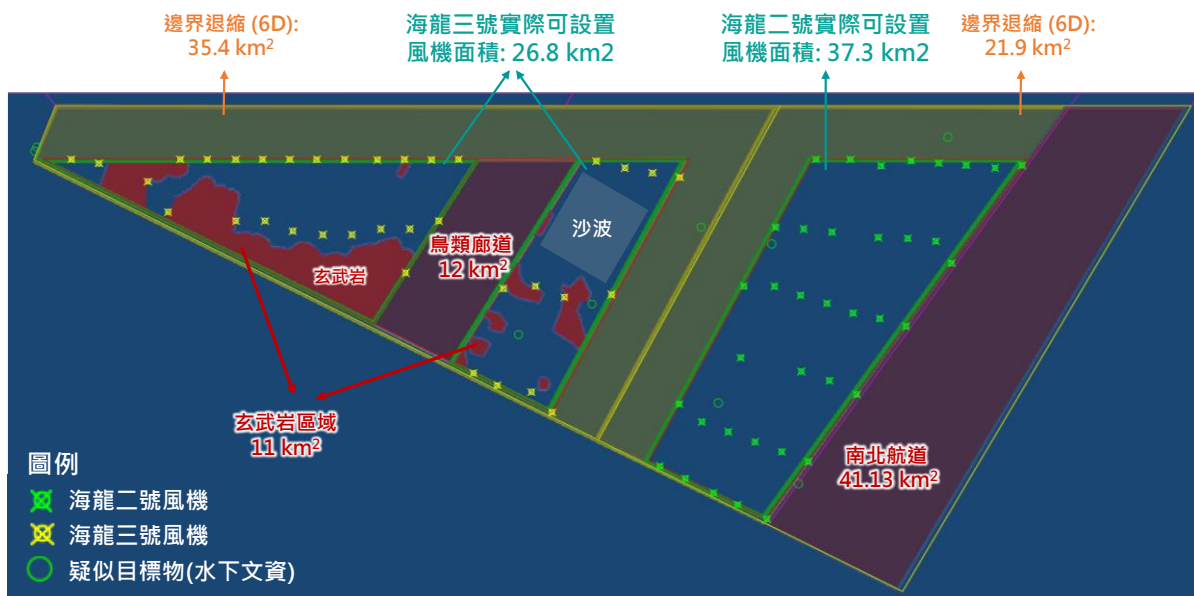 邊界退縮 (6D):
35.4 km²
海龍三號實際可設置
風機面積: 26.8 km2
海龍二號實際可設置
風機面積: 37.3 km2
邊界退縮 (6D):
21.9 km²
沙波
鳥類廊道
12 km²
玄武岩
玄武岩區域
11 km²
南北航道
41.13 km²
圖例
海龍二號風機
海龍三號風機
疑似目標物(水下文資)